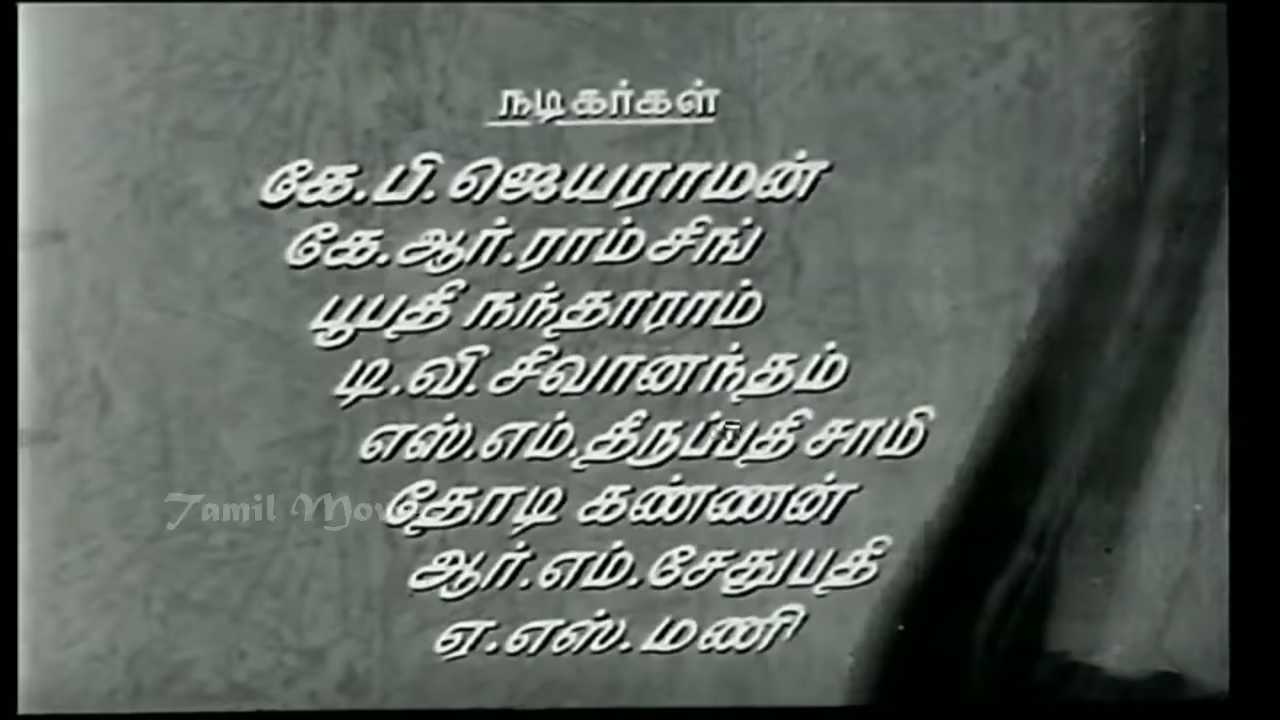 நடிகர்கள்
கே.பி.ஜெயராமன்
கே.ஆர்.ராம்சிங்
பூபதி நந்தாராம்
டி.வி.சிவானந்தம்
எஸ்.எம்.திருப்பதிசாமி
Tamil
தோடி கண்ணன்
ஆர்.எம்.சேதுபதி
ஏ.எஸ்.மணி